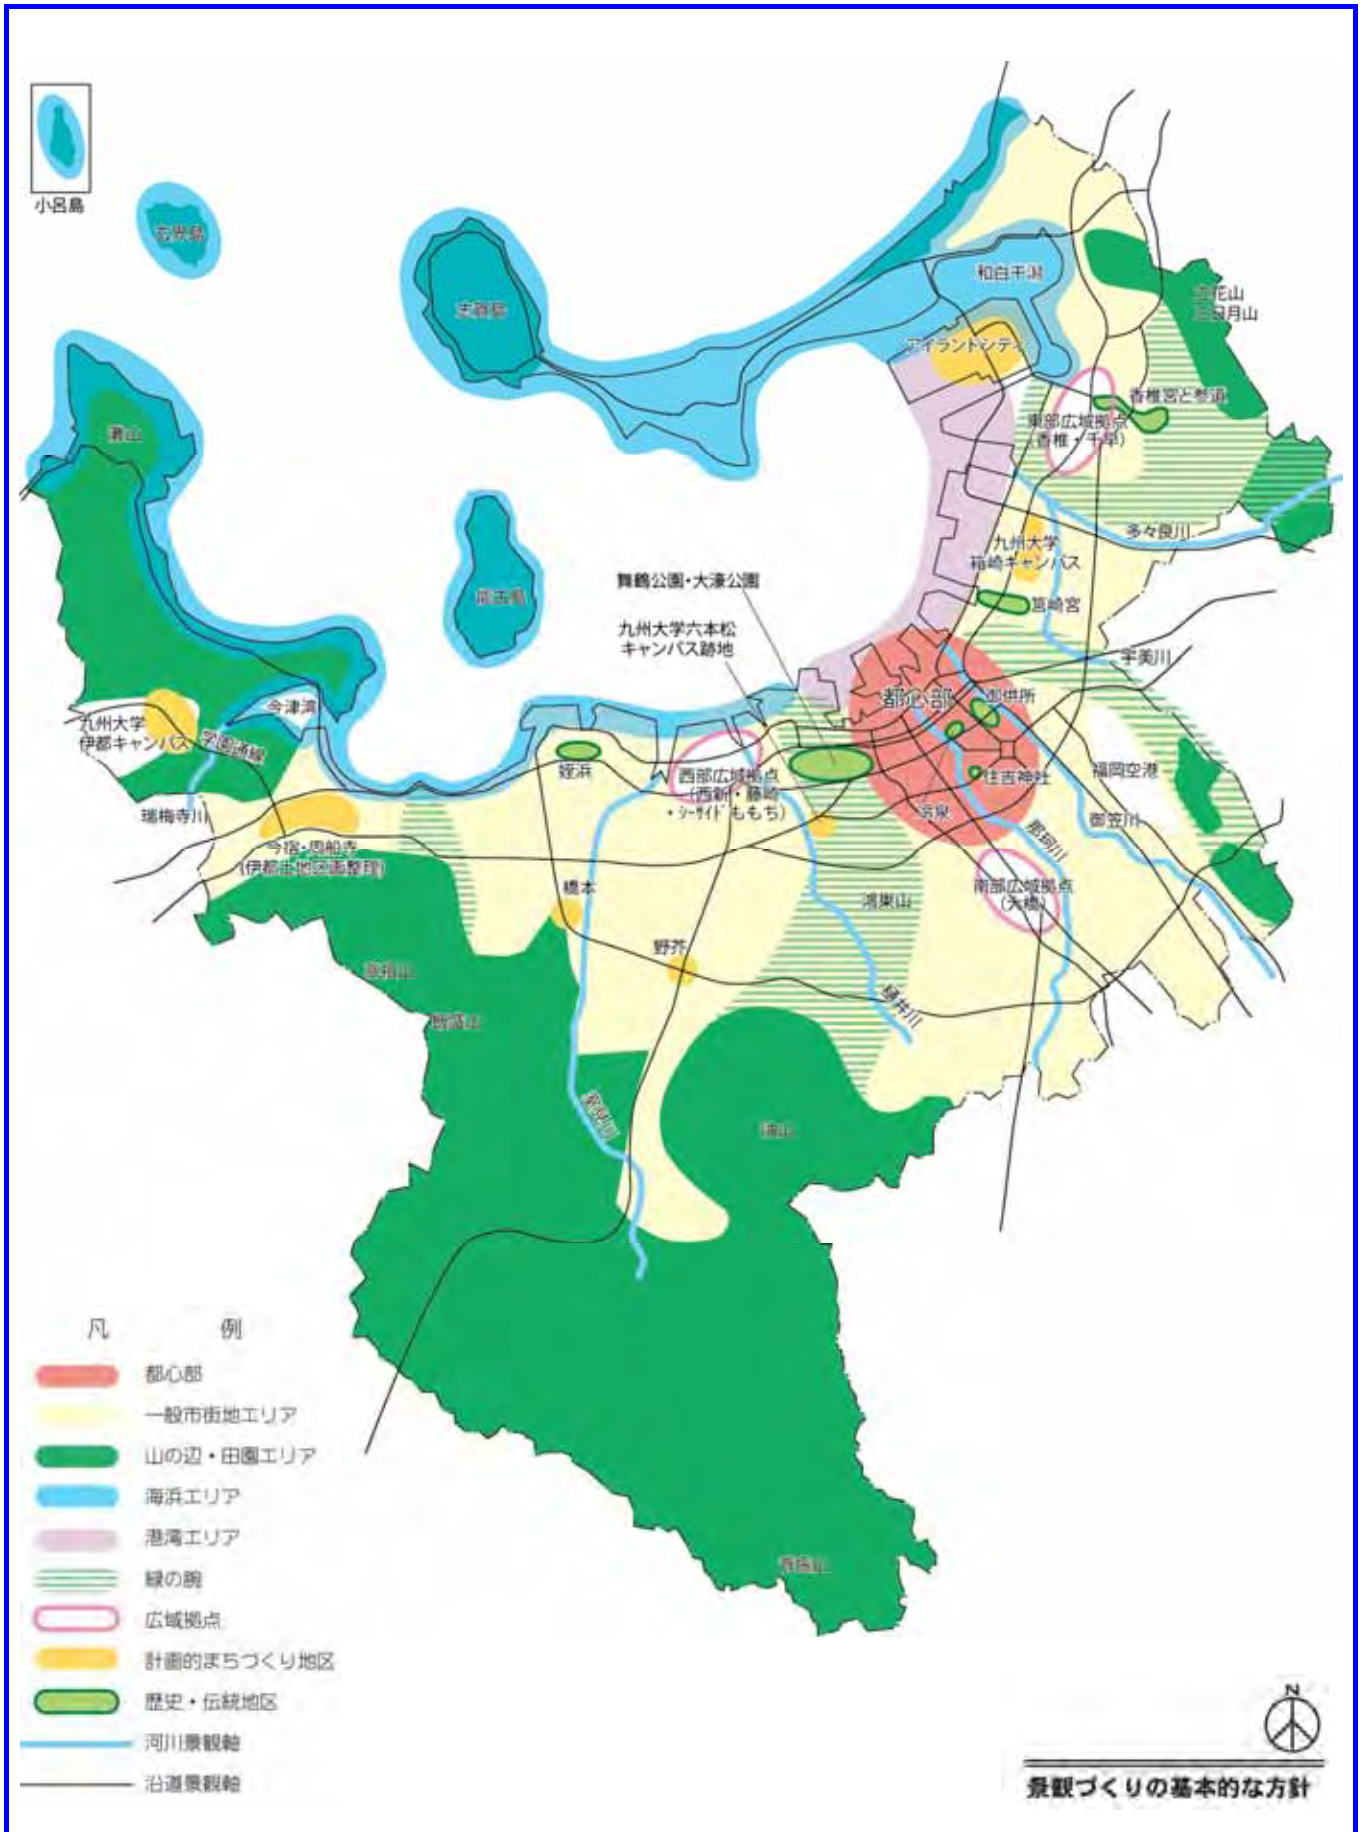 小呂島
玄界島
志賀島
和白干潟
立花山
三日月山
アイランドシティ
灘山
香椎宮と参道
東部広域拠点
(香椎・千早)
多々良川
九州大学
箱崎キャンパス
舞鶴公園・大濠公園
能古島
筥崎宮
九州大学六本松
キャンパス跡地
宇美川
都心部
御供所
今津湾
九州大学
伊都キャンパス
学園通線
姪浜
西部広域拠点
(西新・藤崎
・シーサイドももち)
住吉神社
福岡空港
瑞梅寺川
冷泉
御笠川
那珂川
今宿・周船寺
(伊都土地区画整理)
橋本
鴻巣山
南部広域拠点
(大橋)
野芥
高祖山
飯盛山
樋井川
室見川
油山
凡 例
都心部
一般市街地エリア
山の辺・田園エリア
海浜エリア
港湾エリア
緑の腕
広域拠点
計画的まちづくり地区
歴史・伝統地区
河川景観軸
沿道景観軸
背振山
N
景観づくりの基本的な方針